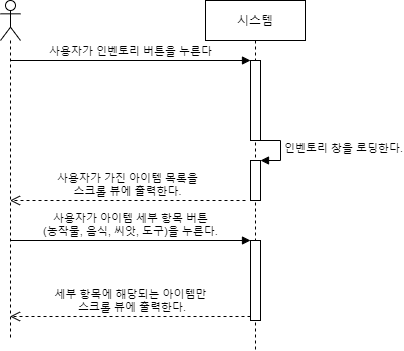 시스템
사용자가 인벤토리 버튼을 누른다
인벤토리 창을 로딩한다.
사용자가 가진 아이템 목록을
스크롤 뷰에 출력한다.
사용자가 아이템 세부 항목 버튼
(농작물, 음식, 씨앗, 도구)을 누른다.
세부 항목에 해당되는 아이템만
스크롤 뷰에 출력한다.